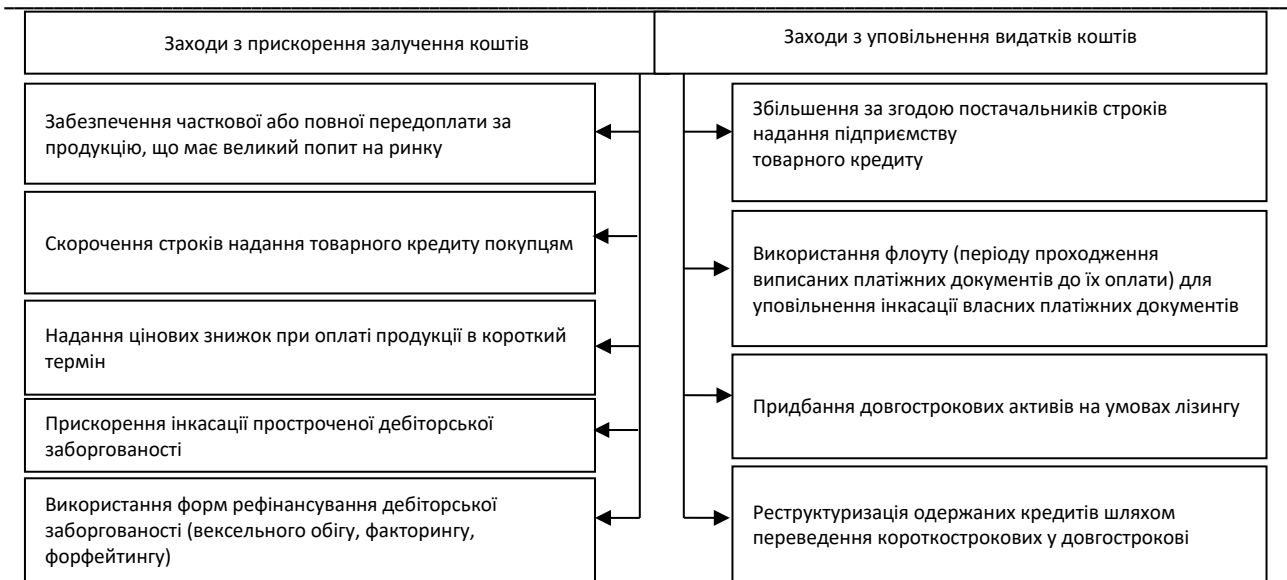 Заходи з прискорення залучення коштів
Заходи з уповільнення видатків коштів
Забезпечення часткової або повної передоплати за
продукцію, що має великий попит на ринку
Скорочення строків надання товарного кредиту покупцям
Надання цінових знижок при оплаті продукції в короткий
термін
Прискорення інкасації простроченої дебіторської
заборгованості
Використання форм рефінансування дебіторської
заборгованості (вексельного обігу, факторингу,
форфейтингу)
Збільшення за згодою постачальників строків
надання підприємству
товарного кредиту
Використання флоуту (періоду проходження
виписаних платіжних документів до їх оплати) для
уповільнення інкасації власних платіжних документів
Придбання довгострокових активів на умовах лізингу
Реструктуризація одержаних кредитів шляхом
переведення короткострокових у довгострокові